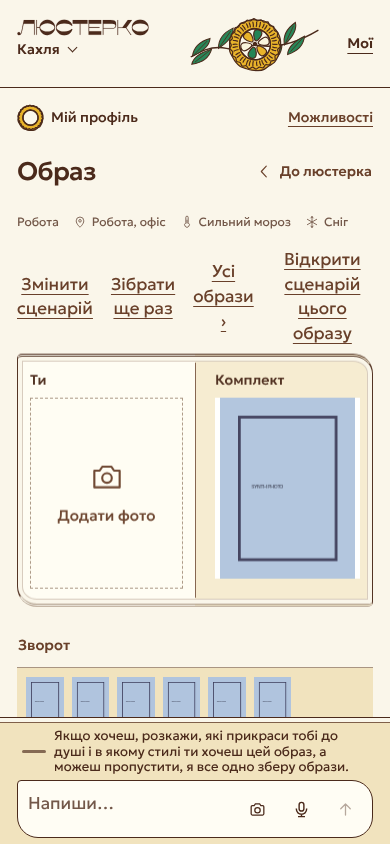 ЛЮСТЕРКО
Кахля
Мої
Мій профіль
Можливості
Образ
До люстерка
Робота
Робота, офіс
Сильний мороз
Сніг
Змінити
сценарій
Зібрати
ще раз
Усі
образи
›
Відкрити
сценарій
цього
образу
Ти
Комплект
Додати фото
Зворот
Якщо хочеш, розкажи, які прикраси тобі до
душі і в якому стилі ти хочеш цей образ, а
можеш пропустити, я все одно зберу образи.
Напиши...